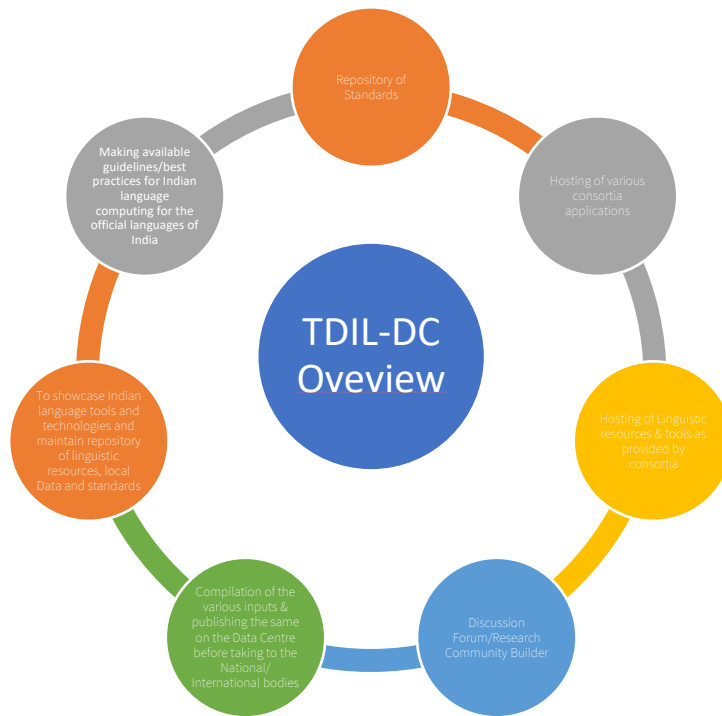 Repository of
Standards
Hosting of various
consortia
applications
Hosting of Linguistic
resources & tools as
provided by
consortia
Discussion
Forum/Research
Community Builder
Compilation of the
various inputs &
publishing the same
on the Data Centre
before taking to the
National/
International bodies
To showcase Indian
language tools and
technologies and
maintain repository
of linguistic
resources, local
Data and standards
Making available
guidelines/best
practices for Indian
language
computing for the
official languages of
India
TDIL-DC
Oveview